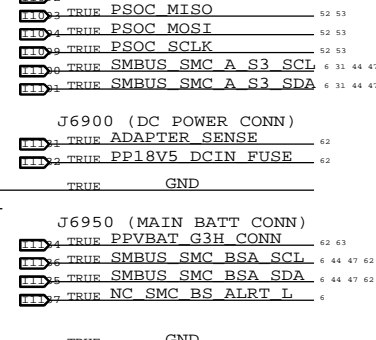 TRUE PSOC_MISO 52 53
TRUE PSOC_MOSI 52 53
TRUE PSOC_SCLK 52 53
TRUE SMBUS_SMC_A_S3_SCL 6 31 44 47
TRUE SMBUS_SMC_A_S3_SDA 6 31 44 47
J6900 (DC POWER CONN)
TRUE ADAPTER_SENSE 62
TRUE PP18V5_DCIN_FUSE 62
TRUE GND
J6950 (MAIN BATT CONN)
TRUE PPVBAT_G3H_CONN 62 63
TRUE SMBUS_SMC_BSA_SCL 6 44 47 62
TRUE SMBUS_SMC_BSA_SDA 6 44 47 62
TRUE NC_SMC_BS_ALRT_L 6
TRUE GND